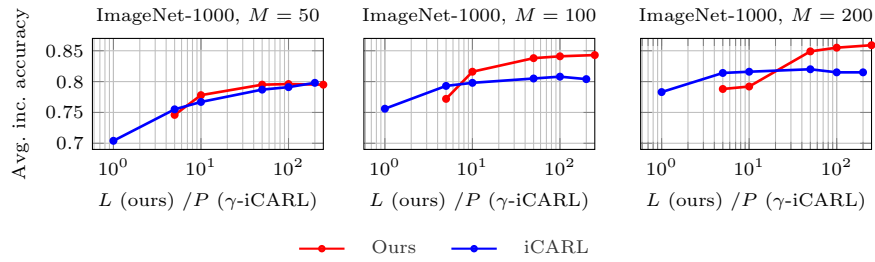 ImageNet-1000, M = 50
ImageNet-1000, M = 100
ImageNet-1000, M = 200
Avg. inc. accuracy
0.85
0.8
0.75
0.7
10^0 10^1 10^2
10^0 10^1 10^2
10^0 10^1 10^2
L (ours) /P (γ-iCARL)
L (ours) /P (γ-iCARL)
L (ours) /P (γ-iCARL)
Ours
iCARL